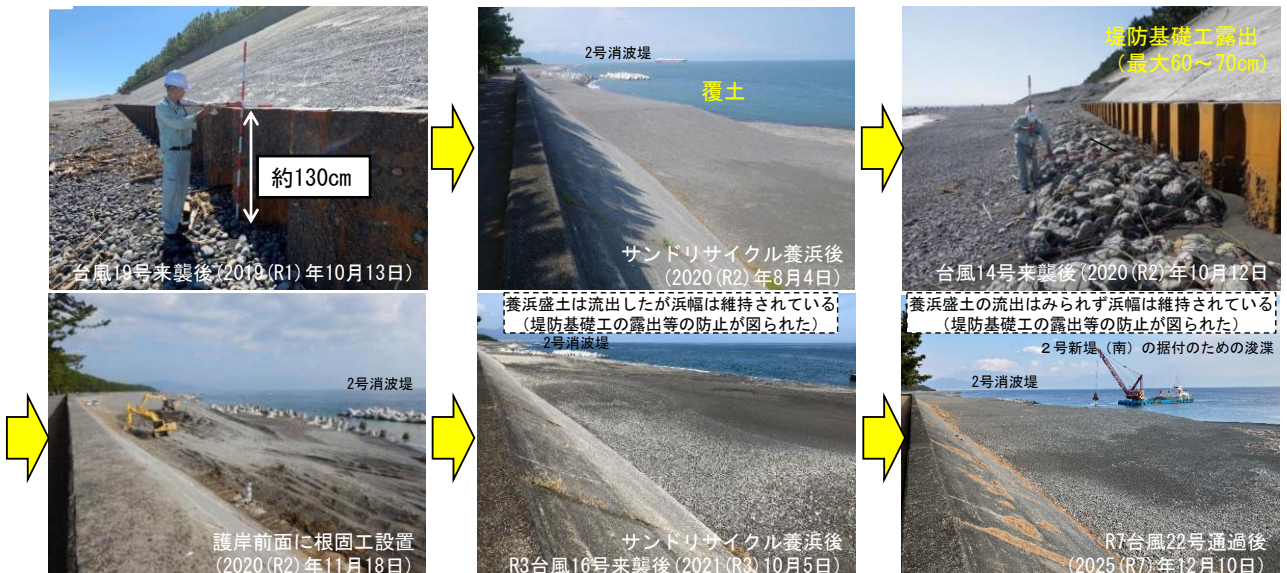 約130cm
台風19号来襲後(2019(R1)年10月13日)
2号消波堤
覆土
サンドリサイクル養浜後
(2020(R2)年8月4日)
堤防基礎工露出
(最大60～70cm)
台風14号来襲後(2020(R2)年10月12日
2号消波堤
護岸前面に根固工設置
(2020(R2)年11月18日)
養浜盛土は流出したが浜幅は維持されている
(堤防基礎工の露出等の防止が図られた)
2号消波堤
サンドリサイクル養浜後
R3台風16号来襲後(2021(R3)10月5日)
養浜盛土の流出はみられず浜幅は維持されている
(堤防基礎工の露出等の防止が図られた)
２号新堤（南）の据付のための浚渫
2号消波堤
R7台風22号通過後
(2025(R7)年12月10日)